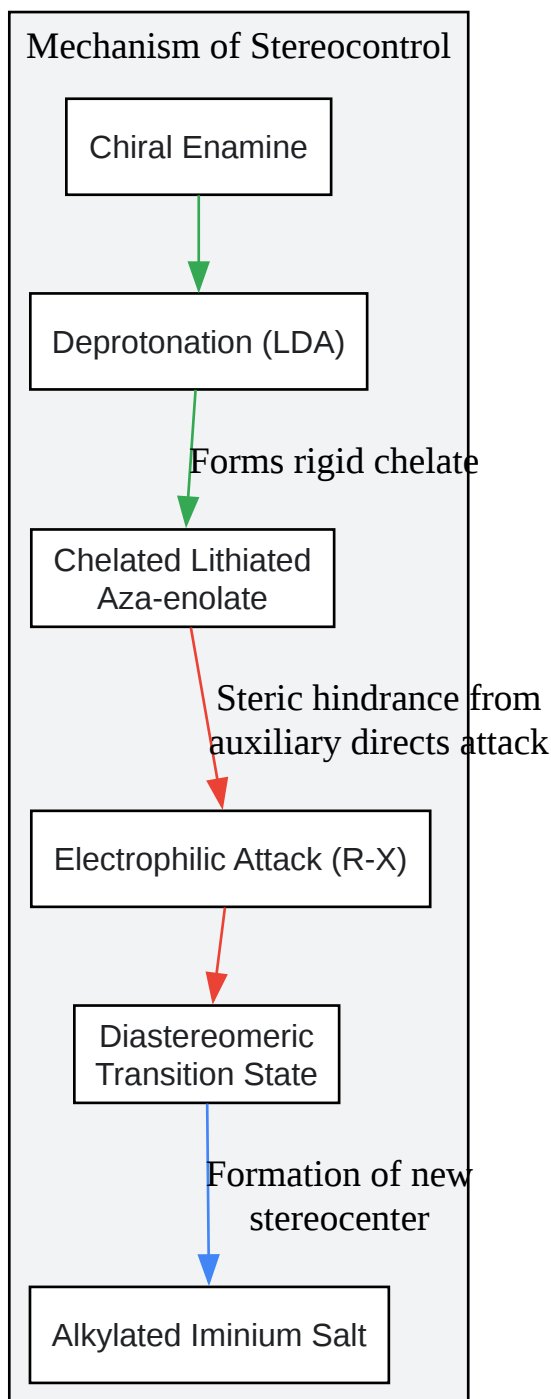 Mechanism of Stereocontrol
Chiral Enamine
Deprotonation (LDA)
Forms rigid chelate
Chelated Lithiated
Aza-enolate
Steric hindrance from
auxiliary directs attack
Electrophilic Attack (R-X)
Diastereomeric
Transition State
Formation of new
stereocenter
Alkylated Iminium Salt